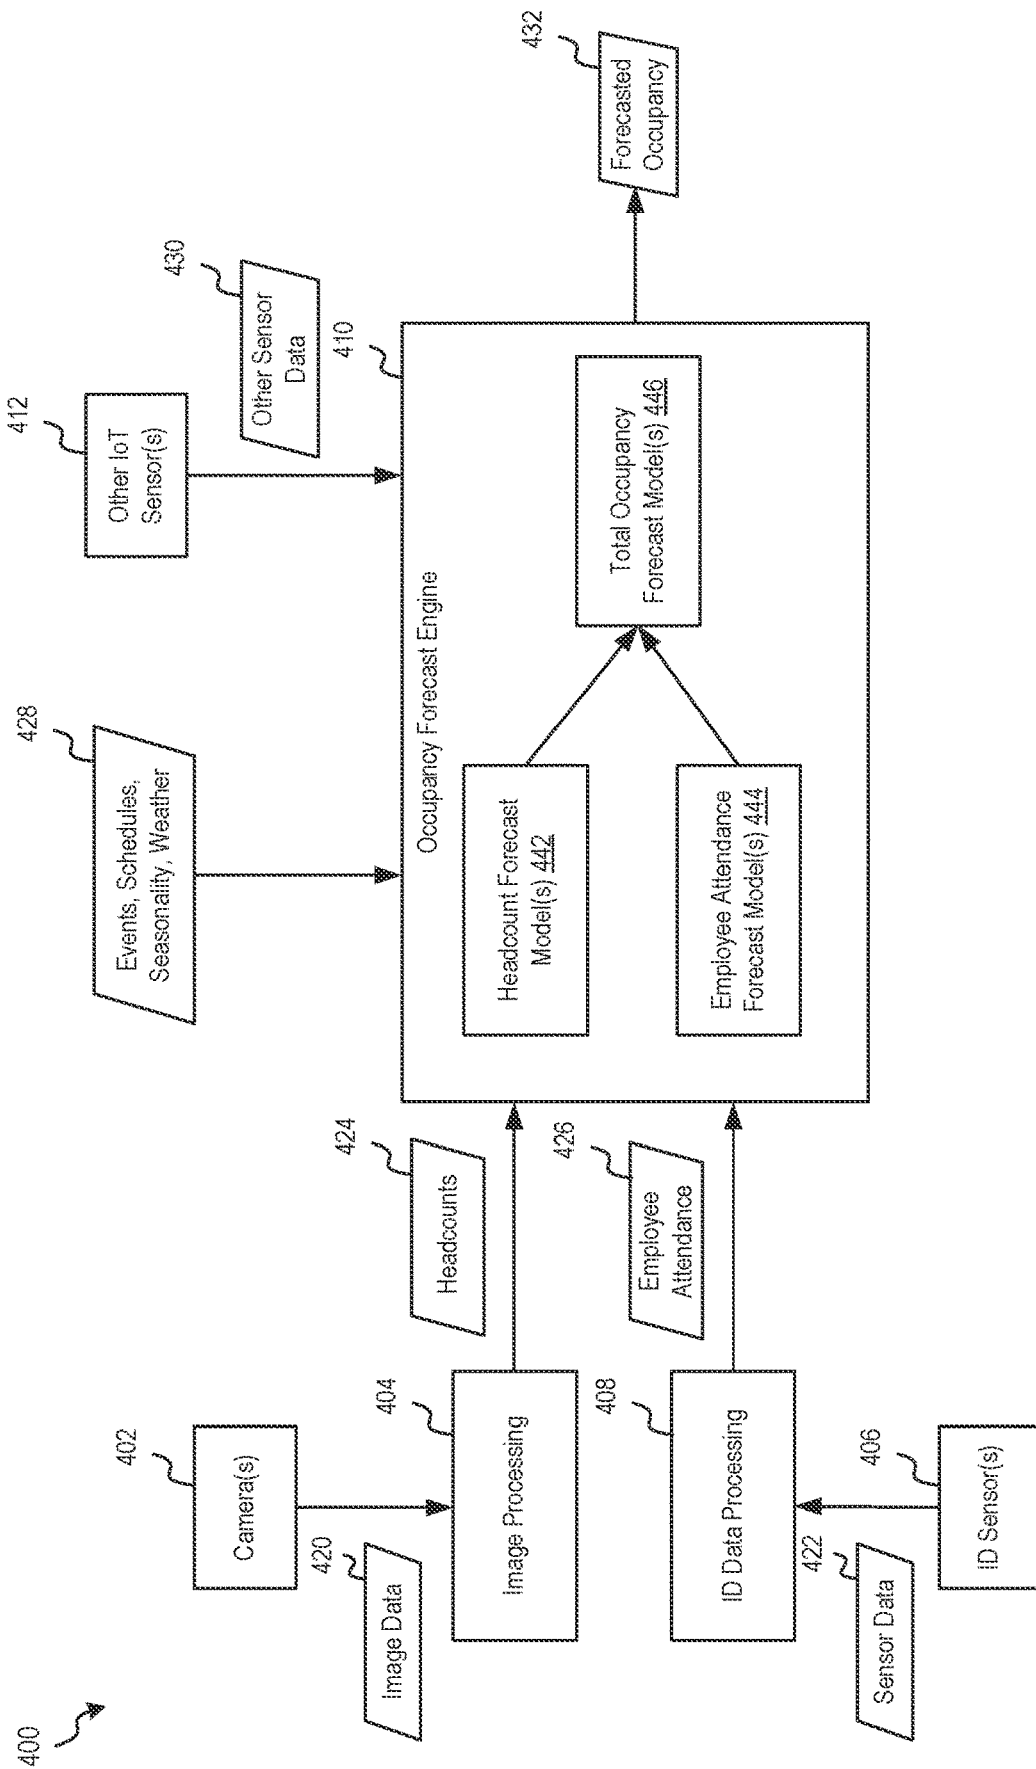 400
402
Camera(s)
420
Image Data
404
Image Processing
424
Headcounts
408
ID Data Processing
426
Employee
Attendance
422
Sensor Data
406
ID Sensor(s)
428
Events, Schedules,
Seasonality, Weather
412
Other IoT
Sensor(s)
430
Other Sensor
Data
410
Occupancy Forecast Engine
Headcount Forecast
Model(s) 442
Employee Attendance
Forecast Model(s) 444
Total Occupancy
Forecast Model(s) 446
432
Forecasted
Occupancy